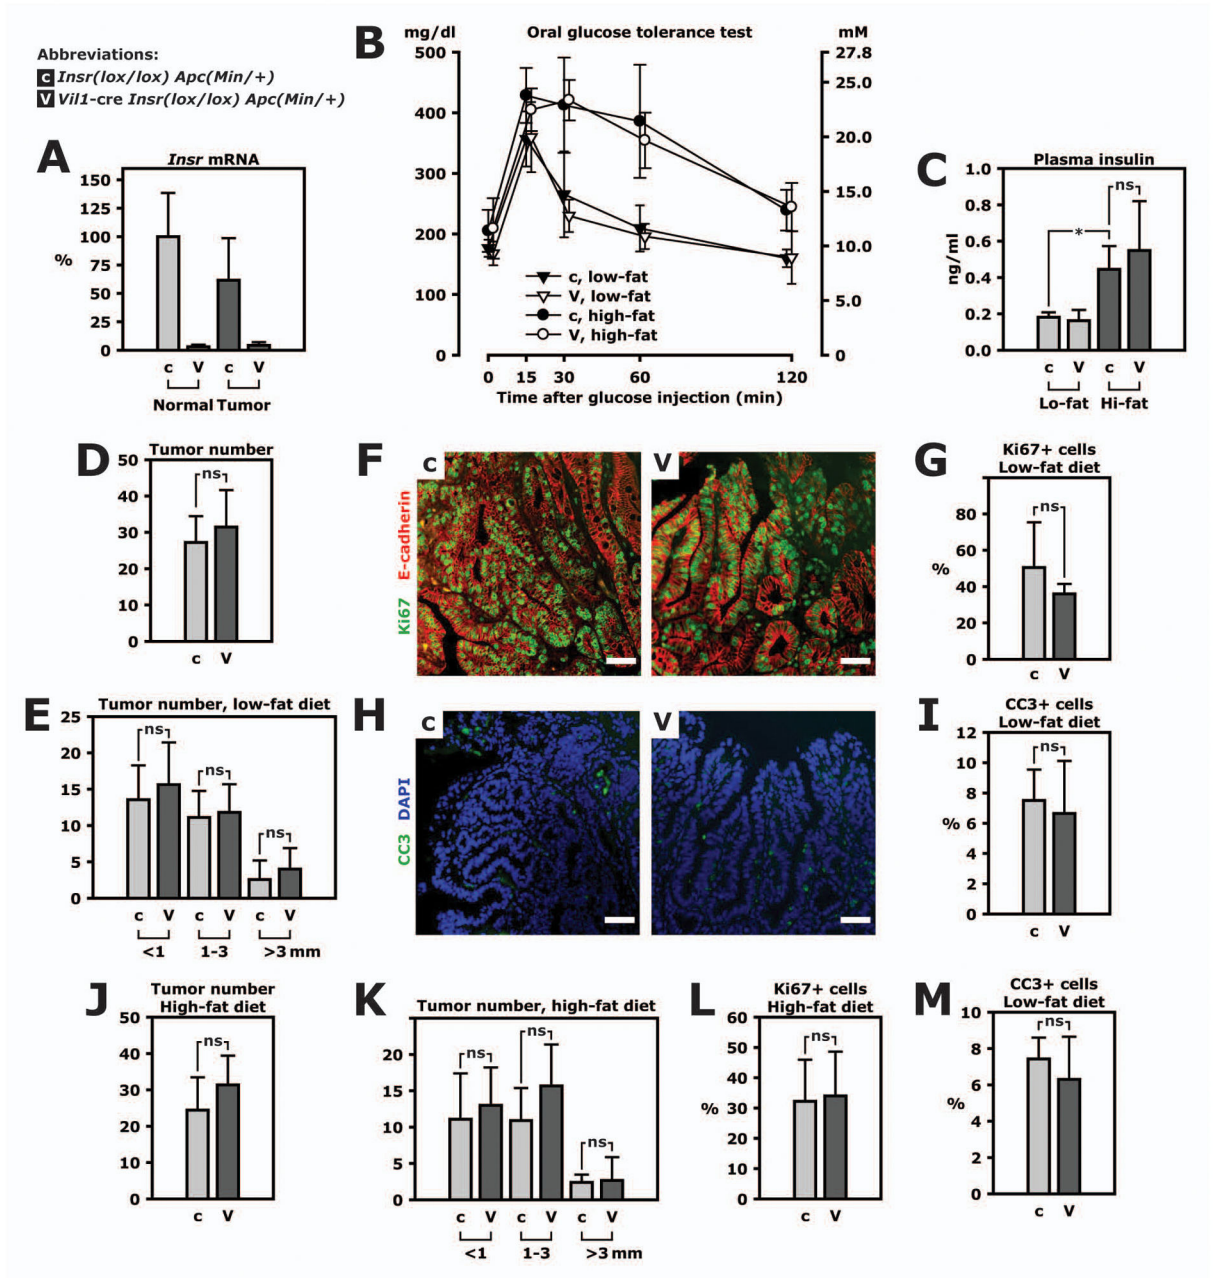 Abbreviations:
c Insr(lox/lox) Apc(Min/+)
V Vil1-cre Insr(lox/lox) Apc(Min/+)
A
Insr mRNA
150
125
100
75
50
25
0
%
c V c V
Normal Tumor
B
mg/dl Oral glucose tolerance test mM
500
400
300
200
100
0
27.8
25.0
20.0
15.0
10.0
5.0
0
c, low-fat
V, low-fat
c, high-fat
V, high-fat
0 15 30 60 120
Time after glucose injection (min)
C
Plasma insulin
1.0
0.8
0.6
0.4
0.2
0.0
ng/ml
ns
*
c V c V
Lo-fat Hi-fat
D
Tumor number
50
40
30
20
10
0
ns
c V
E
Tumor number, low-fat diet
25
20
15
10
5
0
ns
ns
ns
c V c V c V
<1 1-3 >3 mm
F
Ki67 E-cadherin
c
V
G
Ki67+ cells
Low-fat diet
80
60
40
20
0
%
ns
c V
H
CC3 DAPI
c
V
I
CC3+ cells
Low-fat diet
12
10
8
6
4
2
0
%
ns
c V
J
Tumor number
High-fat diet
50
40
30
20
10
0
ns
c V
K
Tumor number, high-fat diet
20
15
10
5
0
ns
ns
ns
c V c V c V
<1 1-3 >3 mm
L
Ki67+ cells
High-fat diet
60
50
40
30
20
10
0
%
ns
c V
M
CC3+ cells
Low-fat diet
10
8
6
4
2
0
%
ns
c V